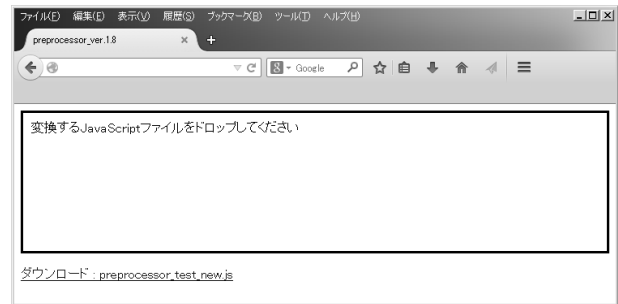 ファイル(F) 編集(E) 表示(V) 履歴(S) ブックマーク(B) ツール(T) ヘルプ(H)
preprocessor_ver.1.8 × +
Google
変換するJavaScriptファイルをドロップしてください
ダウンロード : preprocessor_test_new.js